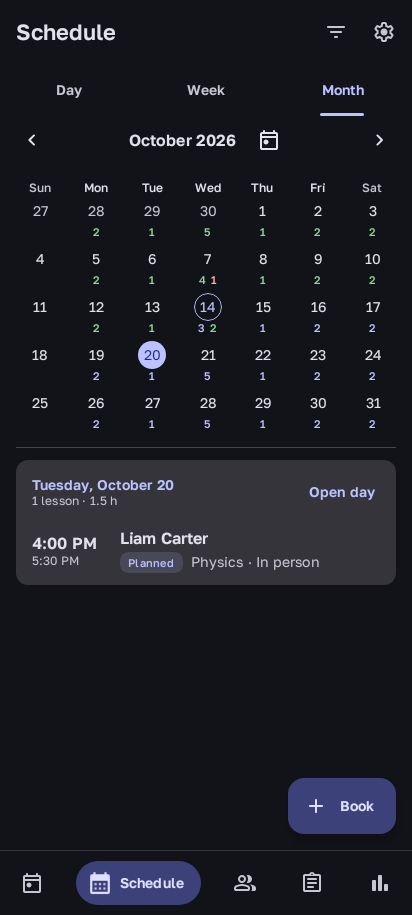 Schedule
Day Week Month
October 2026
Sun Mon Tue Wed Thu Fri Sat
27 28 29 30 1 2 3
2 1 5 1 2 2
4 5 6 7 8 9 10
2 1 4 1 1 2 2
11 12 13 14 15 16 17
2 1 3 2 1 2 2
18 19 20 21 22 23 24
2 1 5 1 2 2
25 26 27 28 29 30 31
2 1 5 1 2 2
Tuesday, October 20
1 lesson · 1.5 h
Open day
4:00 PM
5:30 PM
Liam Carter
Planned Physics · In person
Book
Schedule